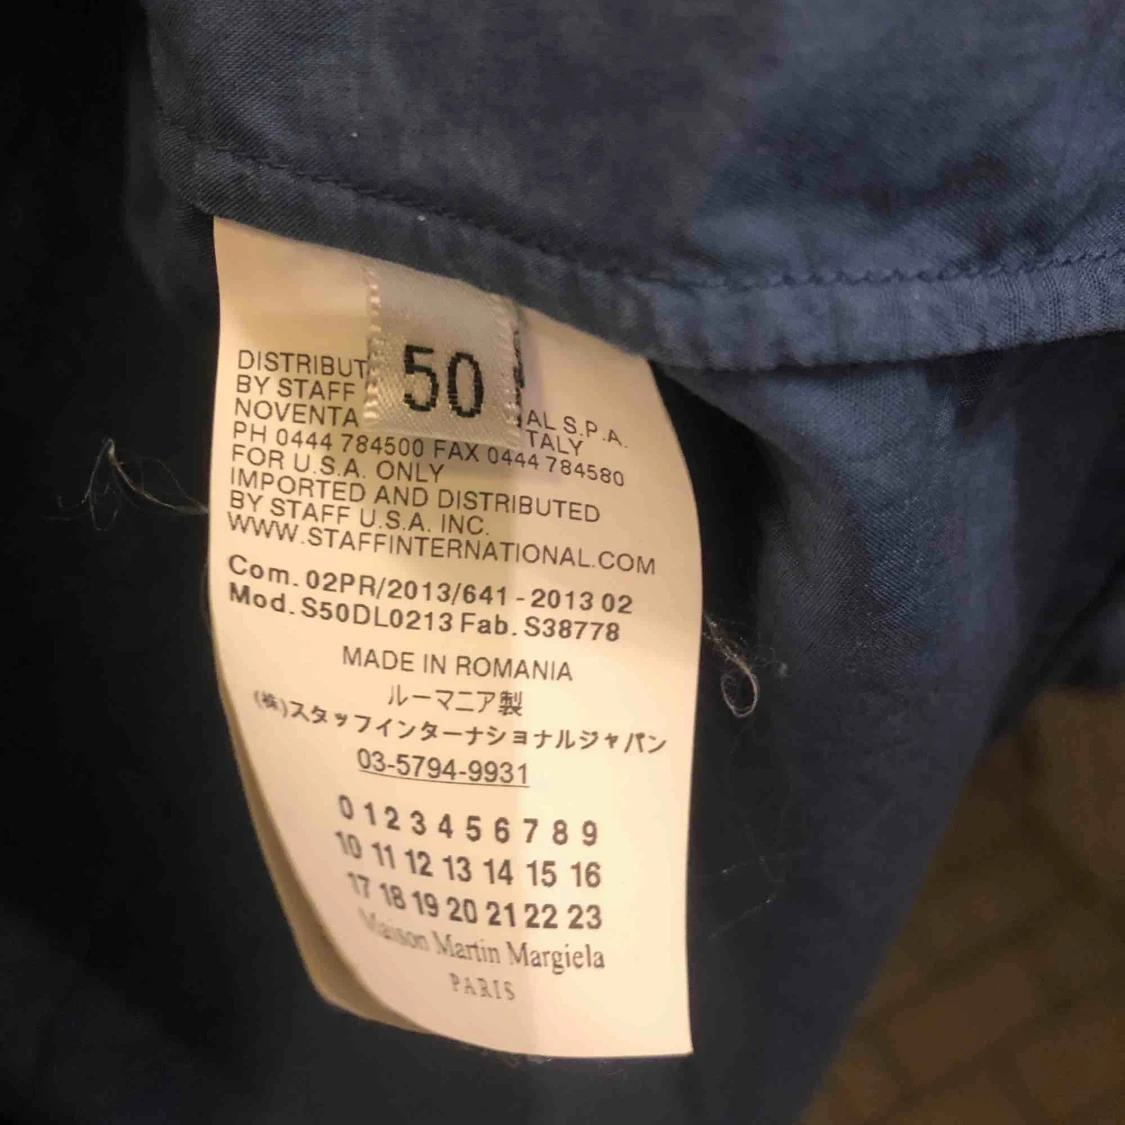 50
DISTRIBUT
BY STAFF AL S.P.A.
NOVENTA TALY
PH 0444 784500 FAX 0444 784580
FOR U.S.A. ONLY
IMPORTED AND DISTRIBUTED
BY STAFF U.S.A. INC.
WWW.STAFFINTERNATIONAL.COM
Com. 02PR/2013/641 - 2013 02
Mod. S50DL0213 Fab. S38778
MADE IN ROMANIA
ルーマニア製
(株)スタッフインターナショナルジャパン
03-5794-9931
0 1 2 3 4 5 6 7 8 9
10 11 12 13 14 15 16
17 18 19 20 21 22 23
Maison Martin Margiela
PARIS